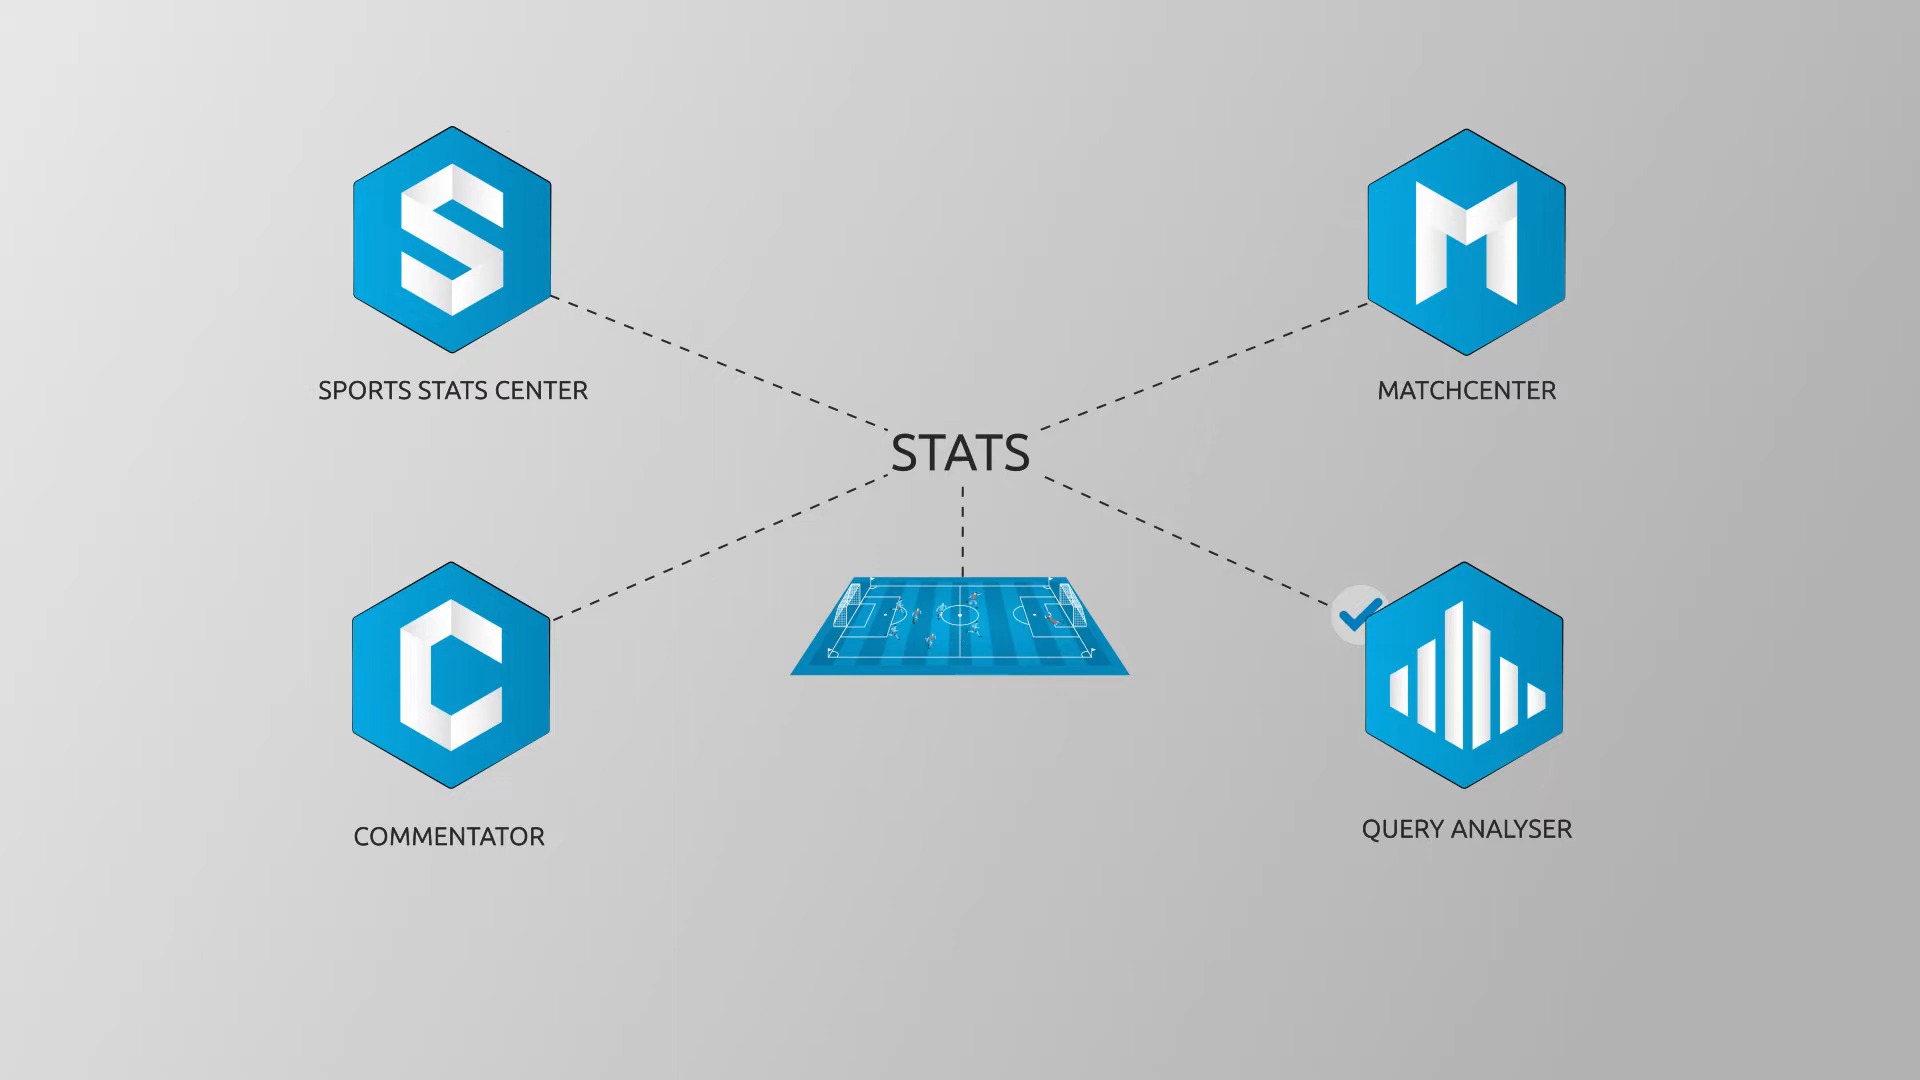 S
M
SPORTS STATS CENTER
MATCHCENTER
STATS
C
COMMENTATOR
QUERY ANALYSER